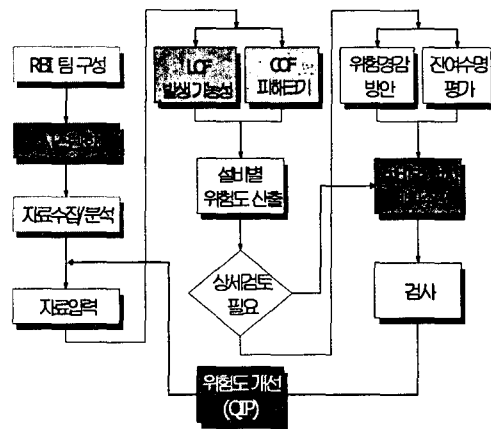 RBI 팀 구성
자료수집/분석
자료입력
LOF
발생가능성
COF
피해크기
설비별
위험도 산출
상세검토
필요
위험경감
방안
잔여수명
평가
검사
위험도 개선
(QIP)